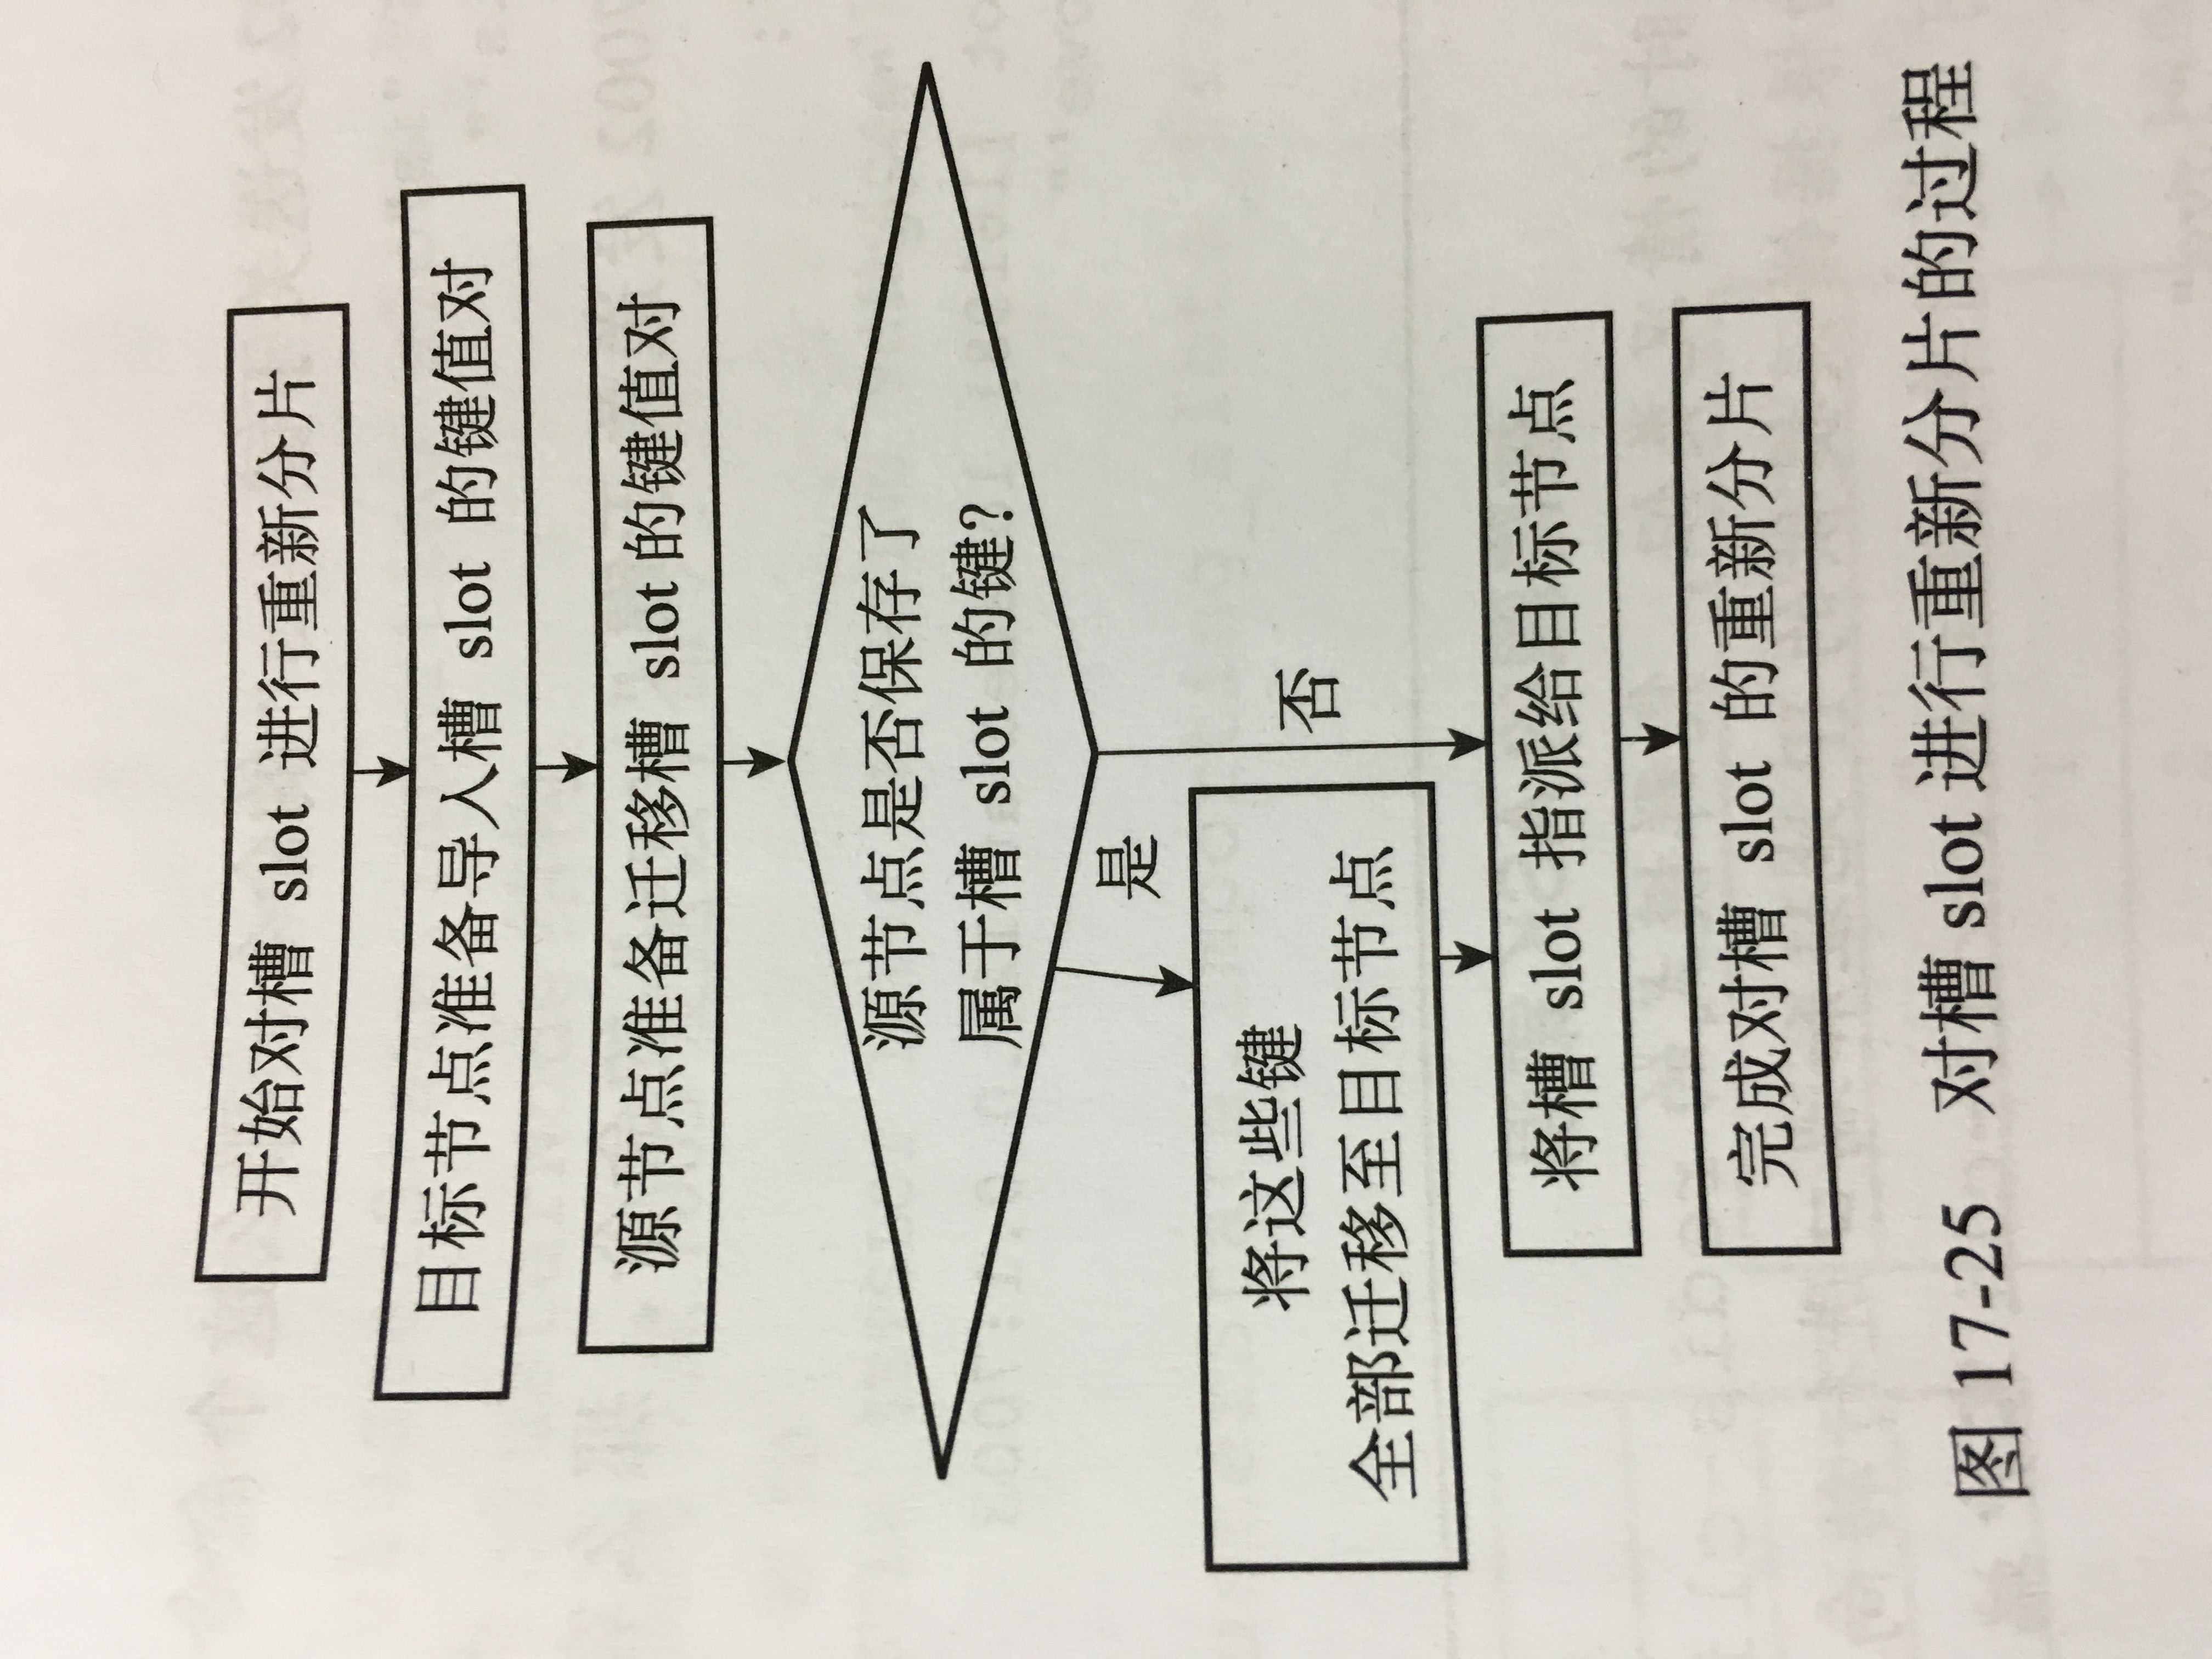 开始对槽 slot 进行重新分片
目标节点准备导入槽 slot 的键值对
源节点准备迁移槽 slot 的键值对
源节点是否保存了
属于槽 slot 的键?
是
否
将这些键
全部迁移至目标节点
将槽 slot 指派给目标节点
完成对槽 slot 的重新分片
图 17-25 对槽 slot 进行重新分片的过程